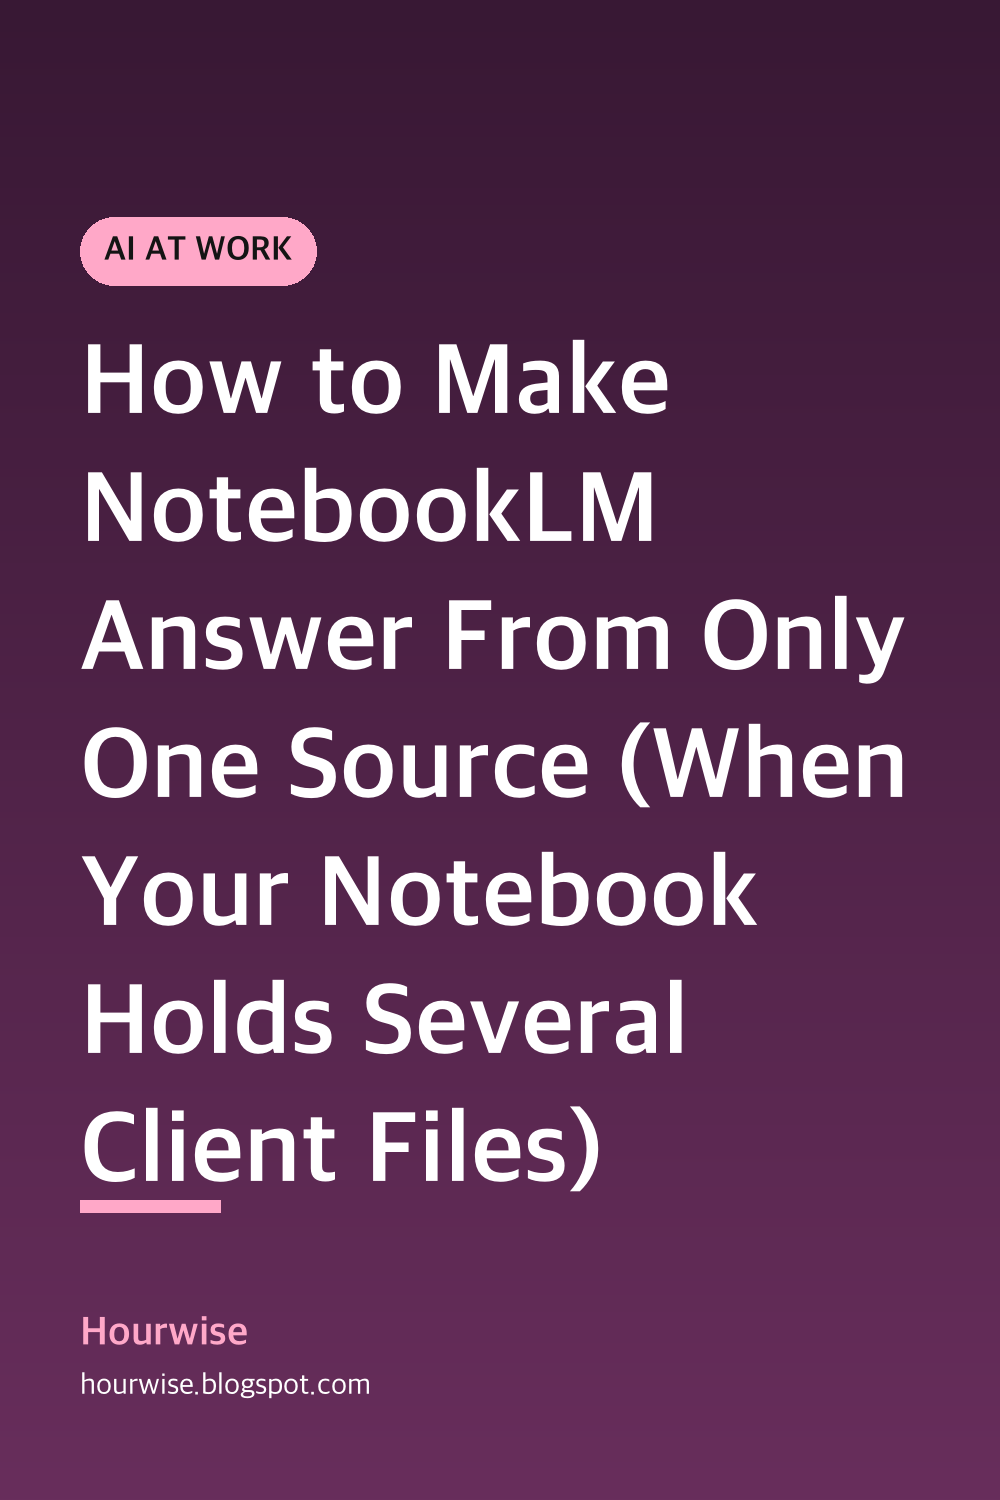 AI AT WORK
How to Make
NotebookLM
Answer From Only
One Source (When
Your Notebook
Holds Several
Client Files)
Hourwise
hourwise.blogspot.com